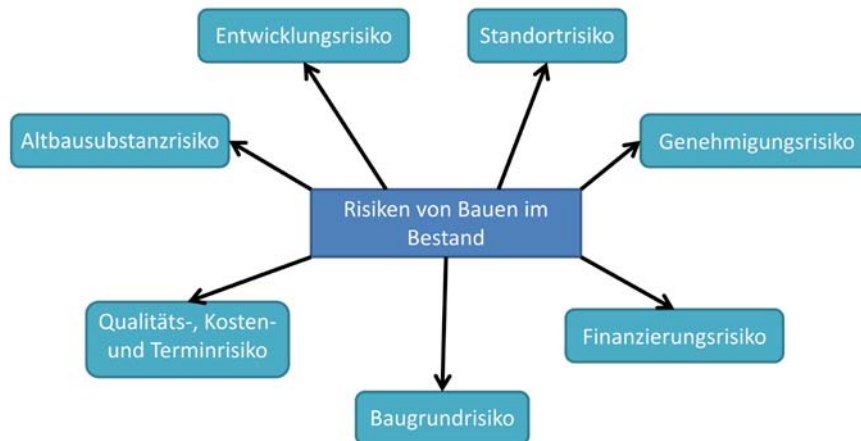 Entwicklungsrisiko
Standortrisiko
Altbausubstanzrisiko
Genehmigungsrisiko
Risiken von Bauen im
Bestand
Qualitäts-, Kosten-
und Terminrisiko
Finanzierungsrisiko
Baugrundrisiko